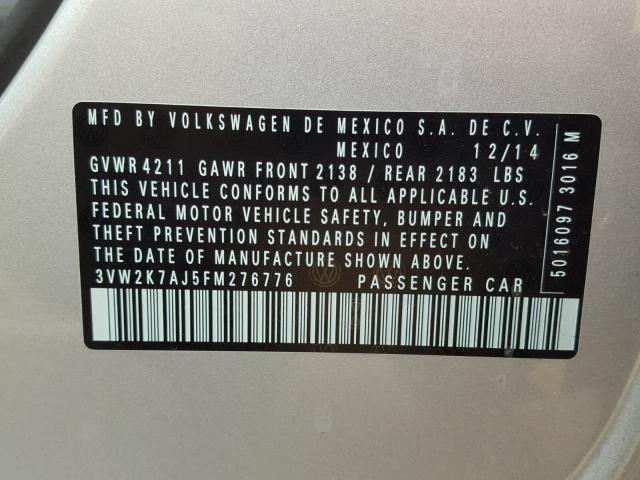 MFD BY VOLKSWAGEN DE MEXICO S.A. DE C.V.
MEXICO 12/14
GVWR 4211 GAWR FRONT 2138 / REAR 2183 LBS
THIS VEHICLE CONFORMS TO ALL APPLICABLE U.S.
FEDERAL MOTOR VEHICLE SAFETY, BUMPER AND
THEFT PREVENTION STANDARDS IN EFFECT ON THE
DATE OF MANUFACTURE SHOWN ABOVE.
3VW2K7AJ5FM276776 PASSENGER CAR
5016097 3016 M